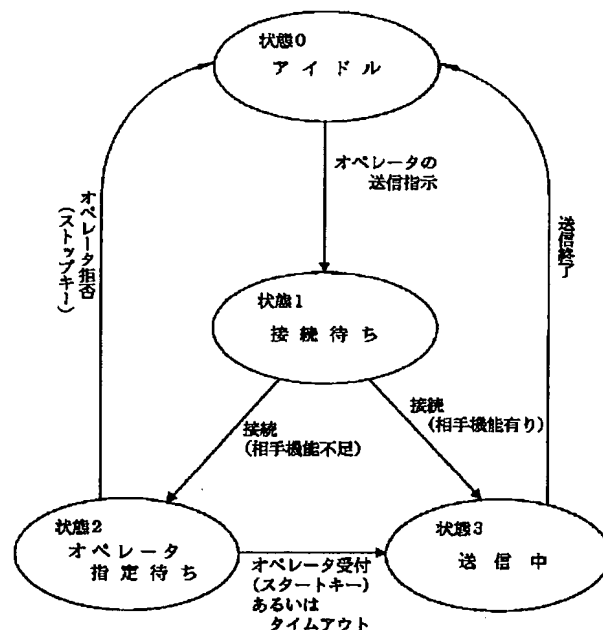 状態0
アイドル
オペレータの
送信指示
オペレータ拒否
(ストップキー)
送信終了
状態1
接続待ち
接続
(相手機能不足)
接続
(相手機能有り)
状態2
オペレータ
指定待ち
状態3
送信中
オペレータ受付
(スタートキー)
あるいは
タイムアウト